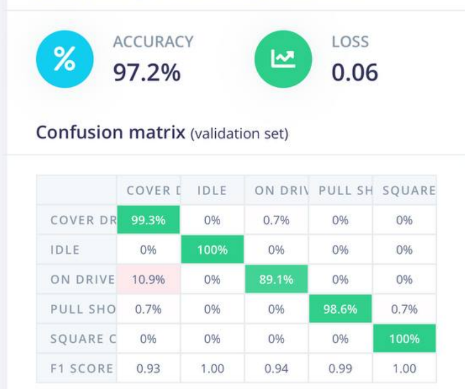 ACCURACY
97.2%
LOSS
0.06
Confusion matrix (validation set)
COVER D IDLE ON DRIV PULL SH SQUARE
COVER DR 99.3% 0% 0.7% 0% 0%
IDLE 0% 100% 0% 0% 0%
ON DRIVE 10.9% 0% 89.1% 0% 0%
PULL SHO 0.7% 0% 0% 98.6% 0.7%
SQUARE C 0% 0% 0% 0% 100%
F1 SCORE 0.93 1.00 0.94 0.99 1.00